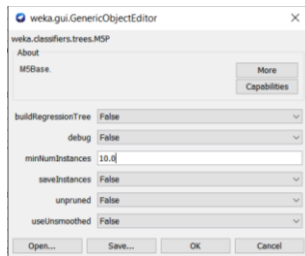 weka.gui.GenericObjectEditor
weka.classifiers.trees.M5P
About
M5Base.
More
Capabilities
buildRegressionTree False
debug False
minNumInstances 10.0
saveInstances False
unpruned False
useUnsmoothed False
Open... Save... OK Cancel